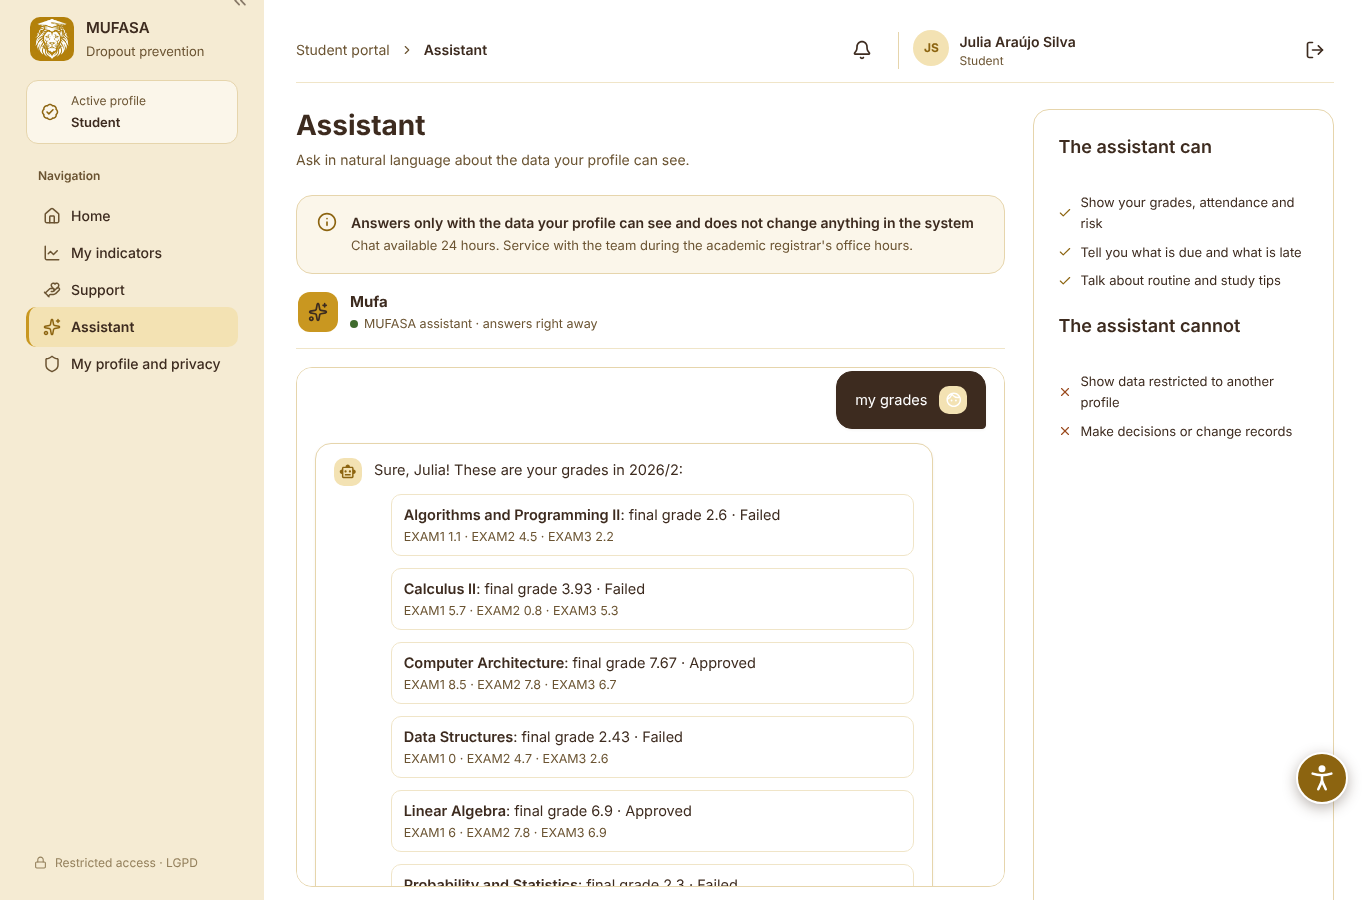 MUFASA
Dropout prevention
Active profile
Student
Navigation
Home
My indicators
Support
Assistant
My profile and privacy
Restricted access · LGPD
Student portal > Assistant
JS
Julia Araújo Silva
Student
Assistant
Ask in natural language about the data your profile can see.
Answers only with the data your profile can see and does not change anything in the system
Chat available 24 hours. Service with the team during the academic registrar's office hours.
Mufa
MUFASA assistant · answers right away
my grades
Sure, Julia! These are your grades in 2026/2:
Algorithms and Programming II: final grade 2.6 · Failed
EXAM1 1.1 · EXAM2 4.5 · EXAM3 2.2
Calculus II: final grade 3.93 · Failed
EXAM1 5.7 · EXAM2 0.8 · EXAM3 5.3
Computer Architecture: final grade 7.67 · Approved
EXAM1 8.5 · EXAM2 7.8 · EXAM3 6.7
Data Structures: final grade 2.43 · Failed
EXAM1 0 · EXAM2 4.7 · EXAM3 2.6
Linear Algebra: final grade 6.9 · Approved
EXAM1 6 · EXAM2 7.8 · EXAM3 6.9
Probability and Statistics: final grade 2.3 · Failed
The assistant can
Show your grades, attendance and
risk
Tell you what is due and what is late
Talk about routine and study tips
The assistant cannot
Show data restricted to another
profile
Make decisions or change records